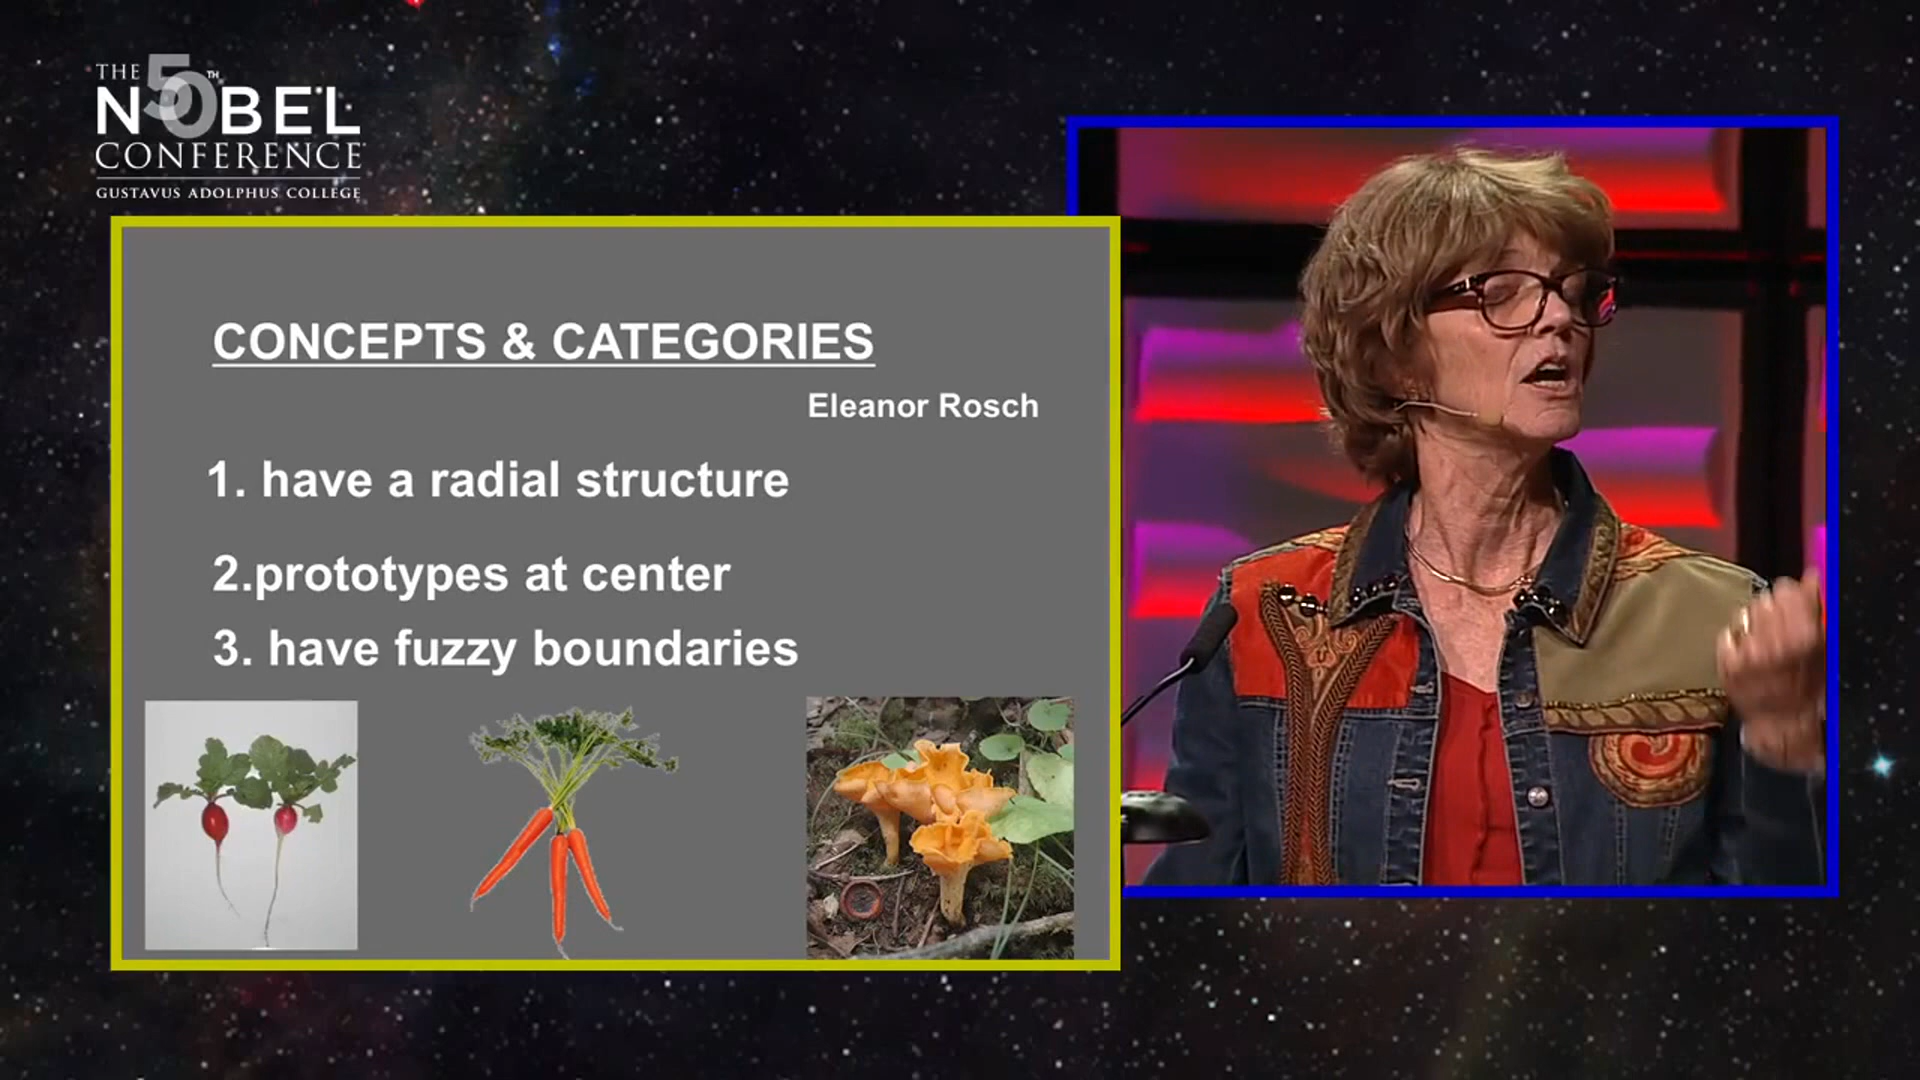 THE 50TH
NOBEL
CONFERENCE
GUSTAVUS ADOLPHUS COLLEGE
CONCEPTS & CATEGORIES
Eleanor Rosch
1. have a radial structure
2.prototypes at center
3. have fuzzy boundaries